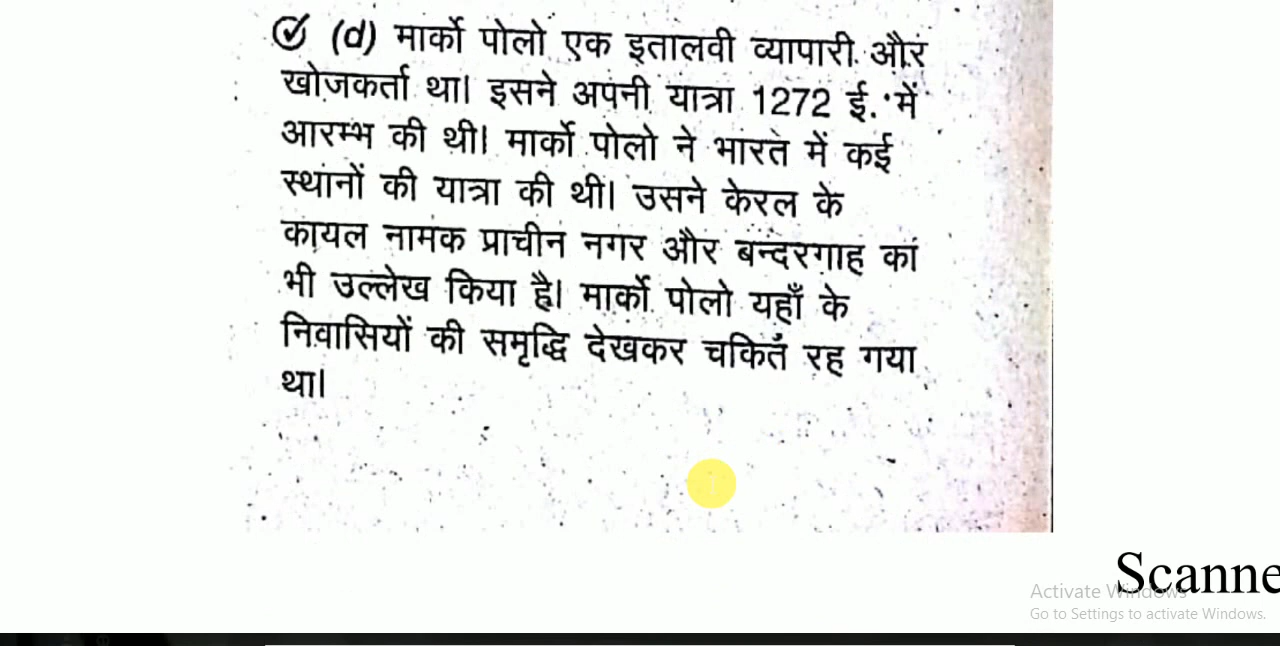 (d) मार्को पोलो एक इतालवी व्यापारी और
खोजकर्ता था। इसने अपनी यात्रा 1272 ई. में
आरम्भ की थी। मार्को पोलो ने भारत में कई
स्थानों की यात्रा की थी। उसने केरल के
कायल नामक प्राचीन नगर और बन्दरगाह का
भी उल्लेख किया है। मार्को पोलो यहाँ के
निवासियों की समृद्धि देखकर चकित रह गया
था।
Scanne
Activate Windows
Go to Settings to activate Windows.